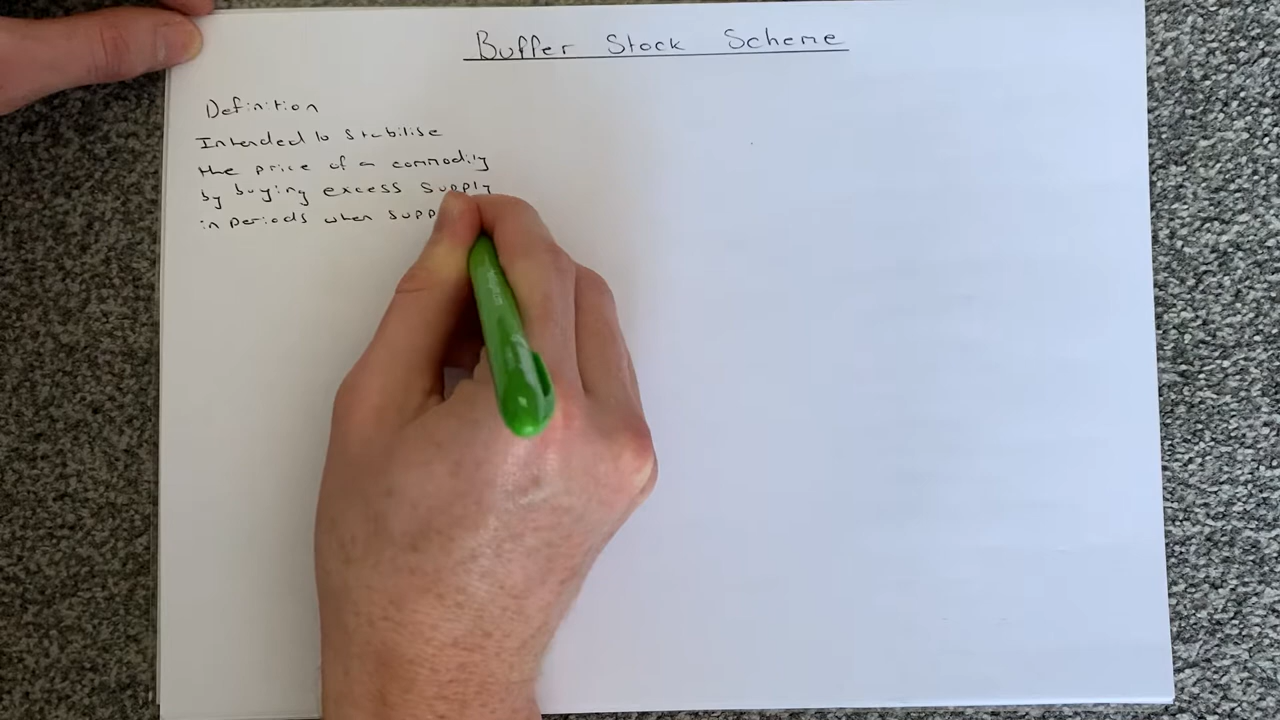 Buffer Stock Scheme
Definition
Intended to stabilise
the price of a commodity
by buying excess supply
in periods when supp